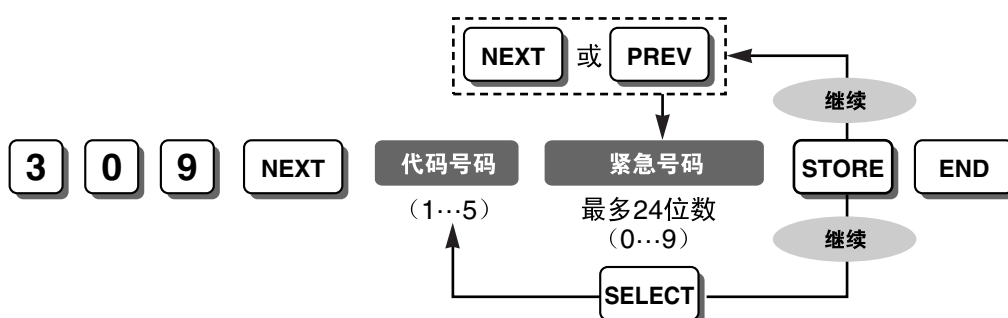 NEXT 或 PREV
继续
3 0 9 NEXT 代码号码 紧急号码 STORE END
（1…5） 最多24位数
（0…9）
继续
SELECT